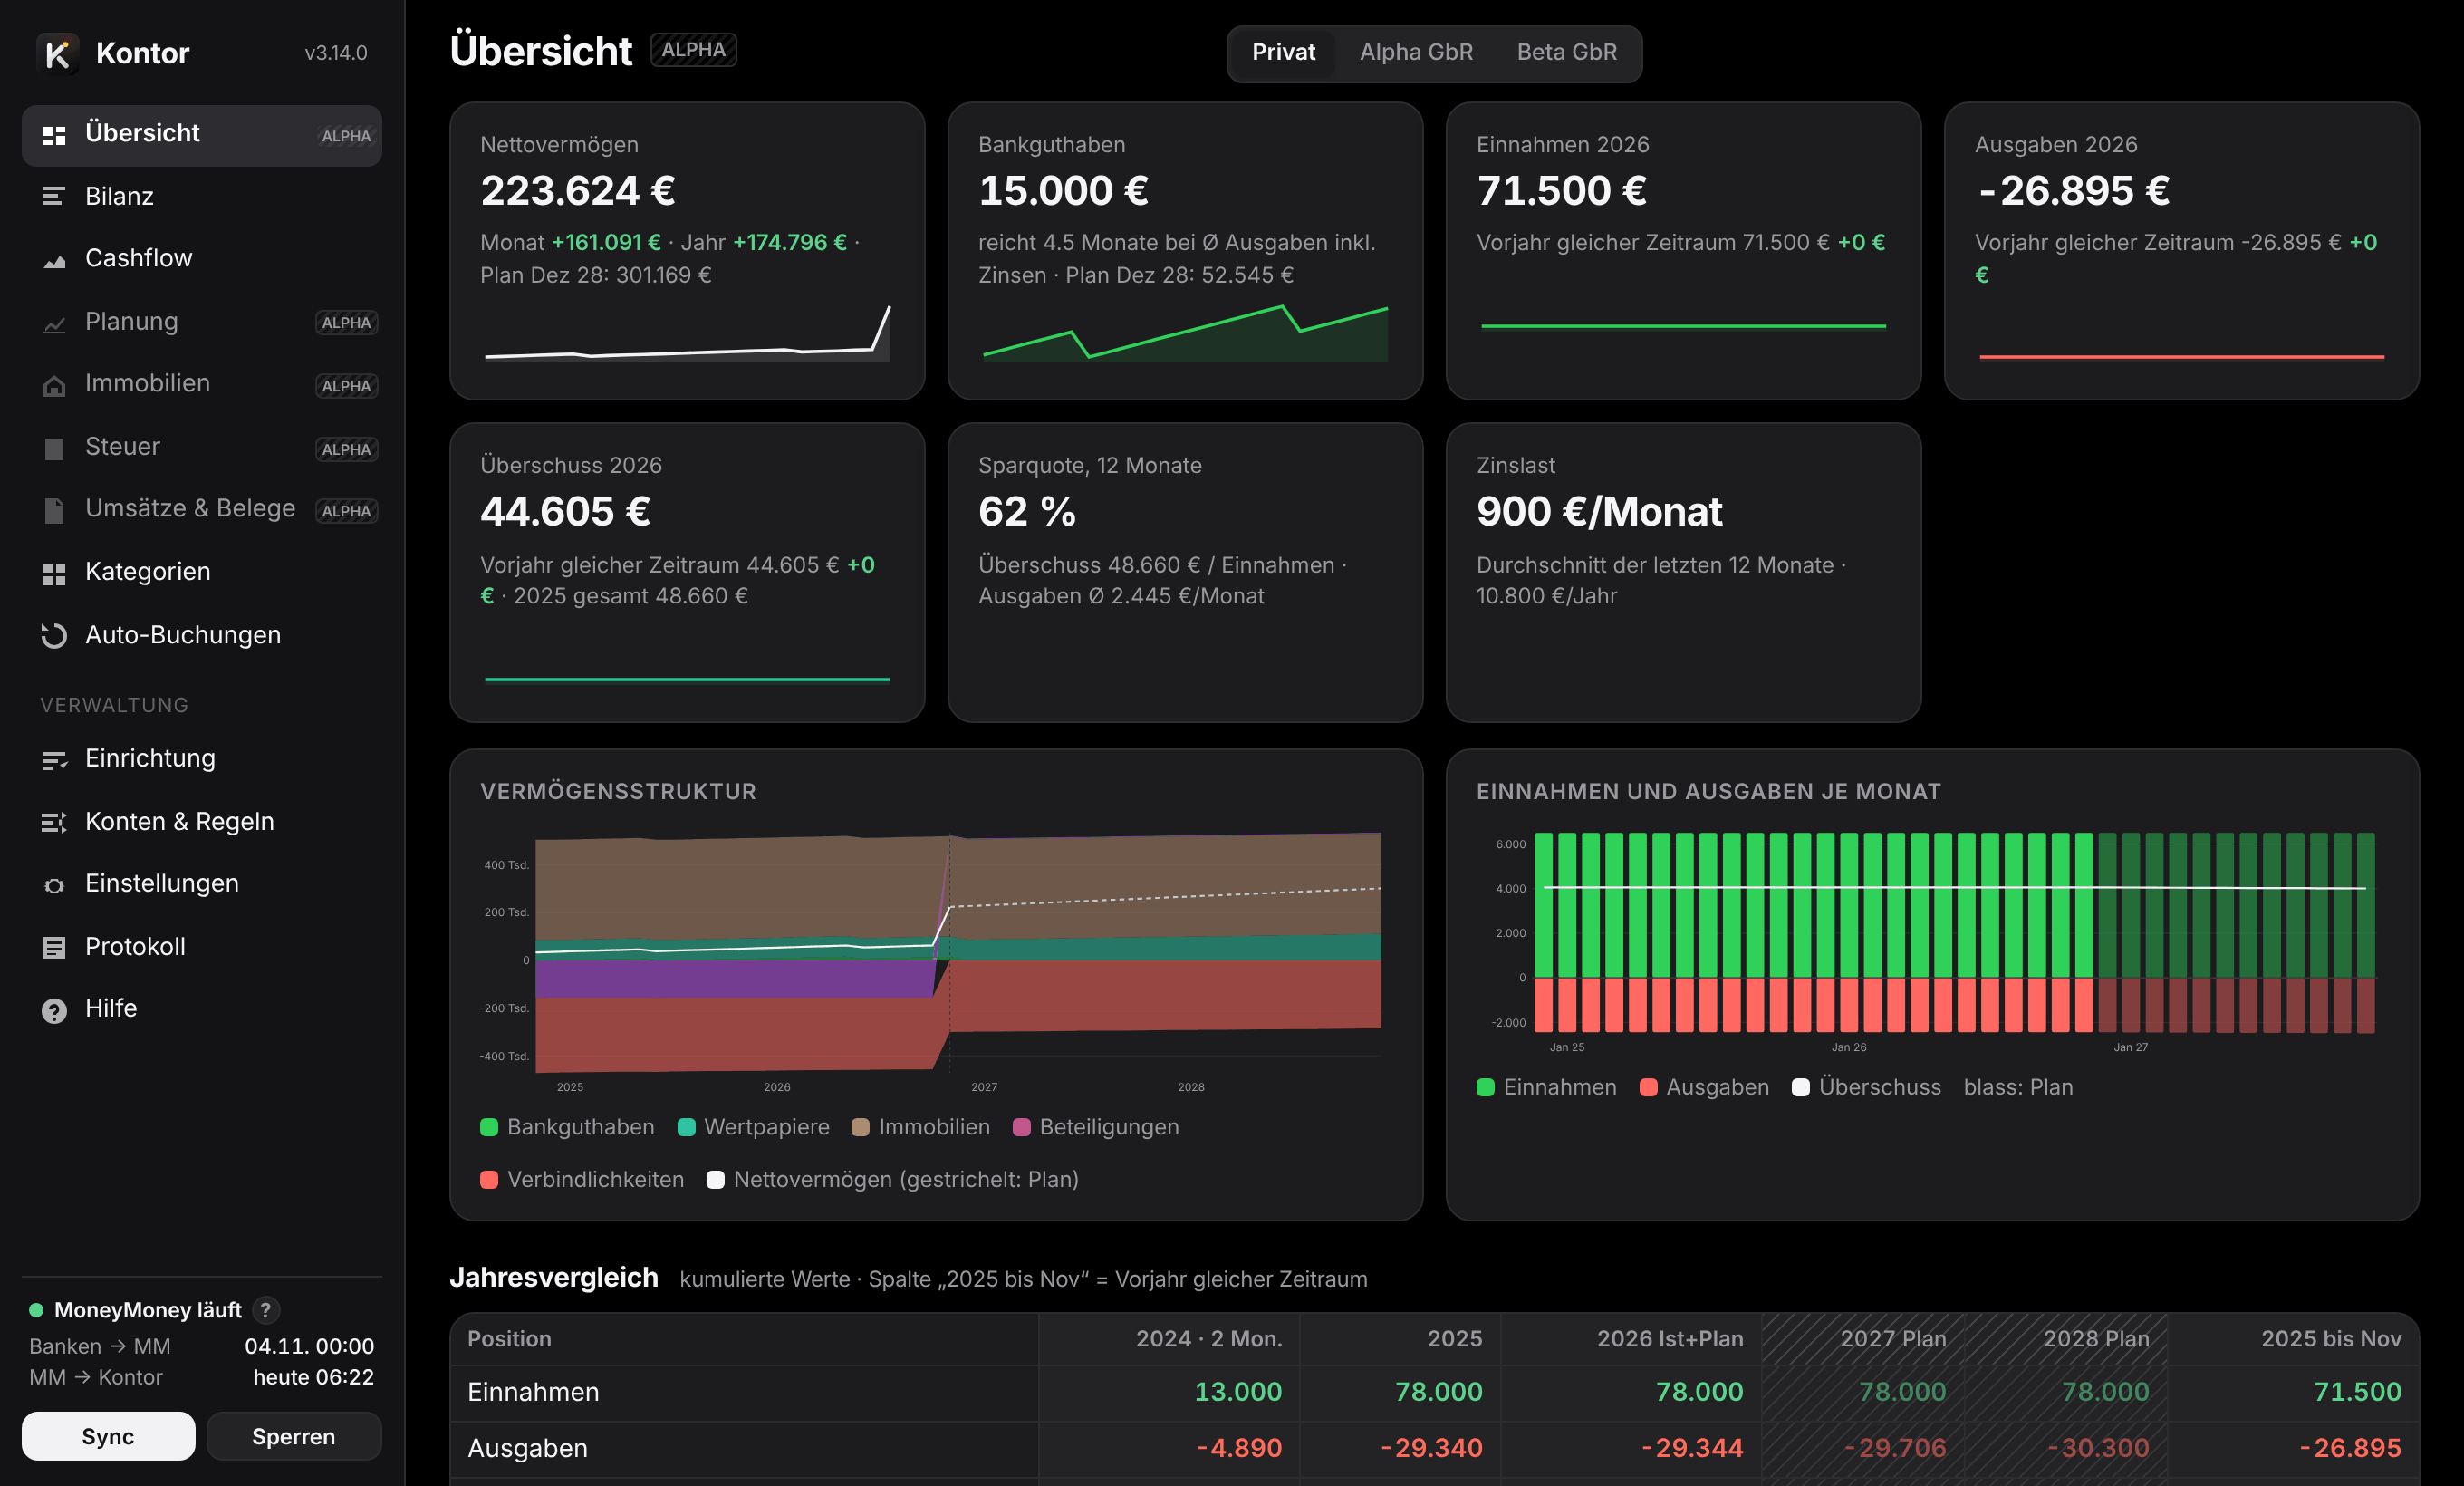 Kontor
v3.14.0
Übersicht ALPHA
Bilanz
Cashflow
Planung ALPHA
Immobilien ALPHA
Steuer ALPHA
Umsätze & Belege ALPHA
Kategorien
Auto-Buchungen
VERWALTUNG
Einrichtung
Konten & Regeln
Einstellungen
Protokoll
Hilfe
MoneyMoney läuft ?
Banken → MM 04.11. 00:00
MM → Kontor heute 06:22
Sync Sperren
Übersicht ALPHA
Privat Alpha GbR Beta GbR
Nettovermögen
223.624 €
Monat +161.091 € · Jahr +174.796 € ·
Plan Dez 28: 301.169 €
Bankguthaben
15.000 €
reicht 4.5 Monate bei Ø Ausgaben inkl.
Zinsen · Plan Dez 28: 52.545 €
Einnahmen 2026
71.500 €
Vorjahr gleicher Zeitraum 71.500 € +0 €
Ausgaben 2026
-26.895 €
Vorjahr gleicher Zeitraum -26.895 € +0
€
Überschuss 2026
44.605 €
Vorjahr gleicher Zeitraum 44.605 € +0
€ · 2025 gesamt 48.660 €
Sparquote, 12 Monate
62 %
Überschuss 48.660 € / Einnahmen ·
Ausgaben Ø 2.445 €/Monat
Zinslast
900 €/Monat
Durchschnitt der letzten 12 Monate ·
10.800 €/Jahr
VERMÖGENSSTRUKTUR
400 Tsd.
200 Tsd.
0
-200 Tsd.
-400 Tsd.
2025 2026 2027 2028
Bankguthaben Wertpapiere Immobilien Beteiligungen
Verbindlichkeiten Nettovermögen (gestrichelt: Plan)
EINNAHMEN UND AUSGABEN JE MONAT
6.000
4.000
2.000
0
-2.000
Jan 25 Jan 26 Jan 27
Einnahmen Ausgaben Überschuss blass: Plan
Jahresvergleich kumulierte Werte · Spalte „2025 bis Nov“ = Vorjahr gleicher Zeitraum
Position 2024 · 2 Mon. 2025 2026 Ist+Plan 2027 Plan 2028 Plan 2025 bis Nov
Einnahmen 13.000 78.000 78.000 78.000 78.000 71.500
Ausgaben -4.890 -29.340 -29.344 -29.706 -30.300 -26.895